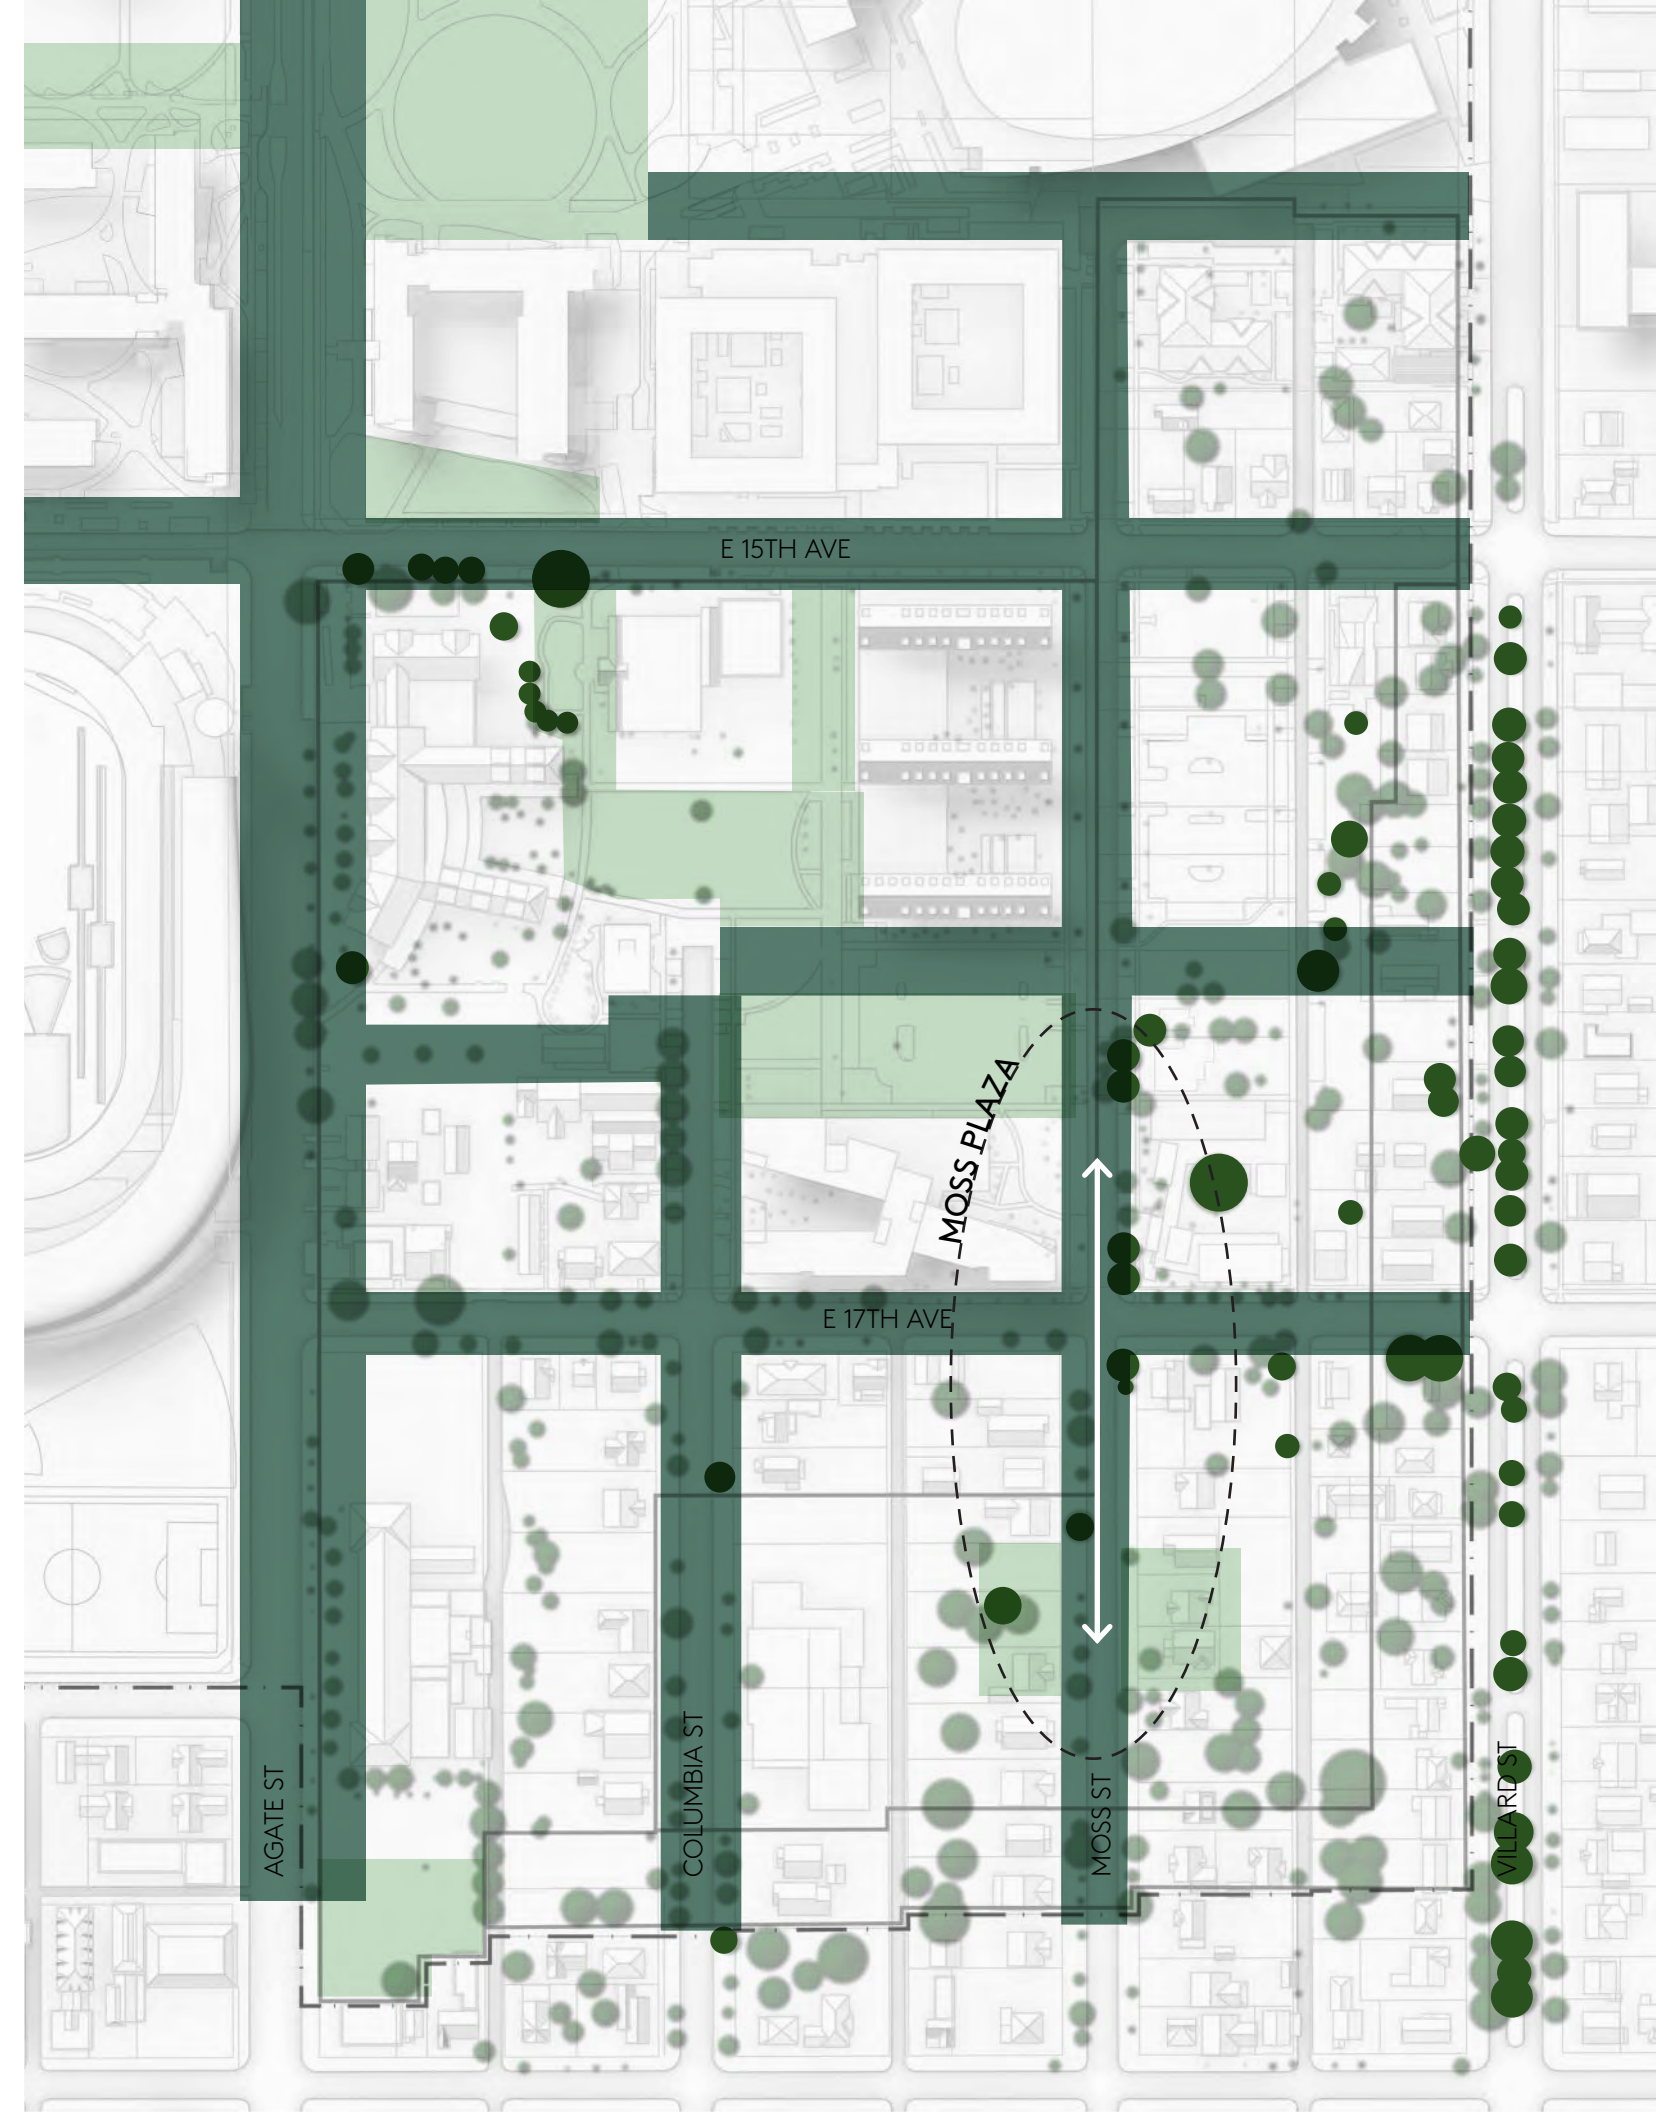 E 15TH AVE
MOSS PLAZA
E 17TH AVE
AGATE ST
COLUMBIA ST
MOSS ST
VILLARD ST